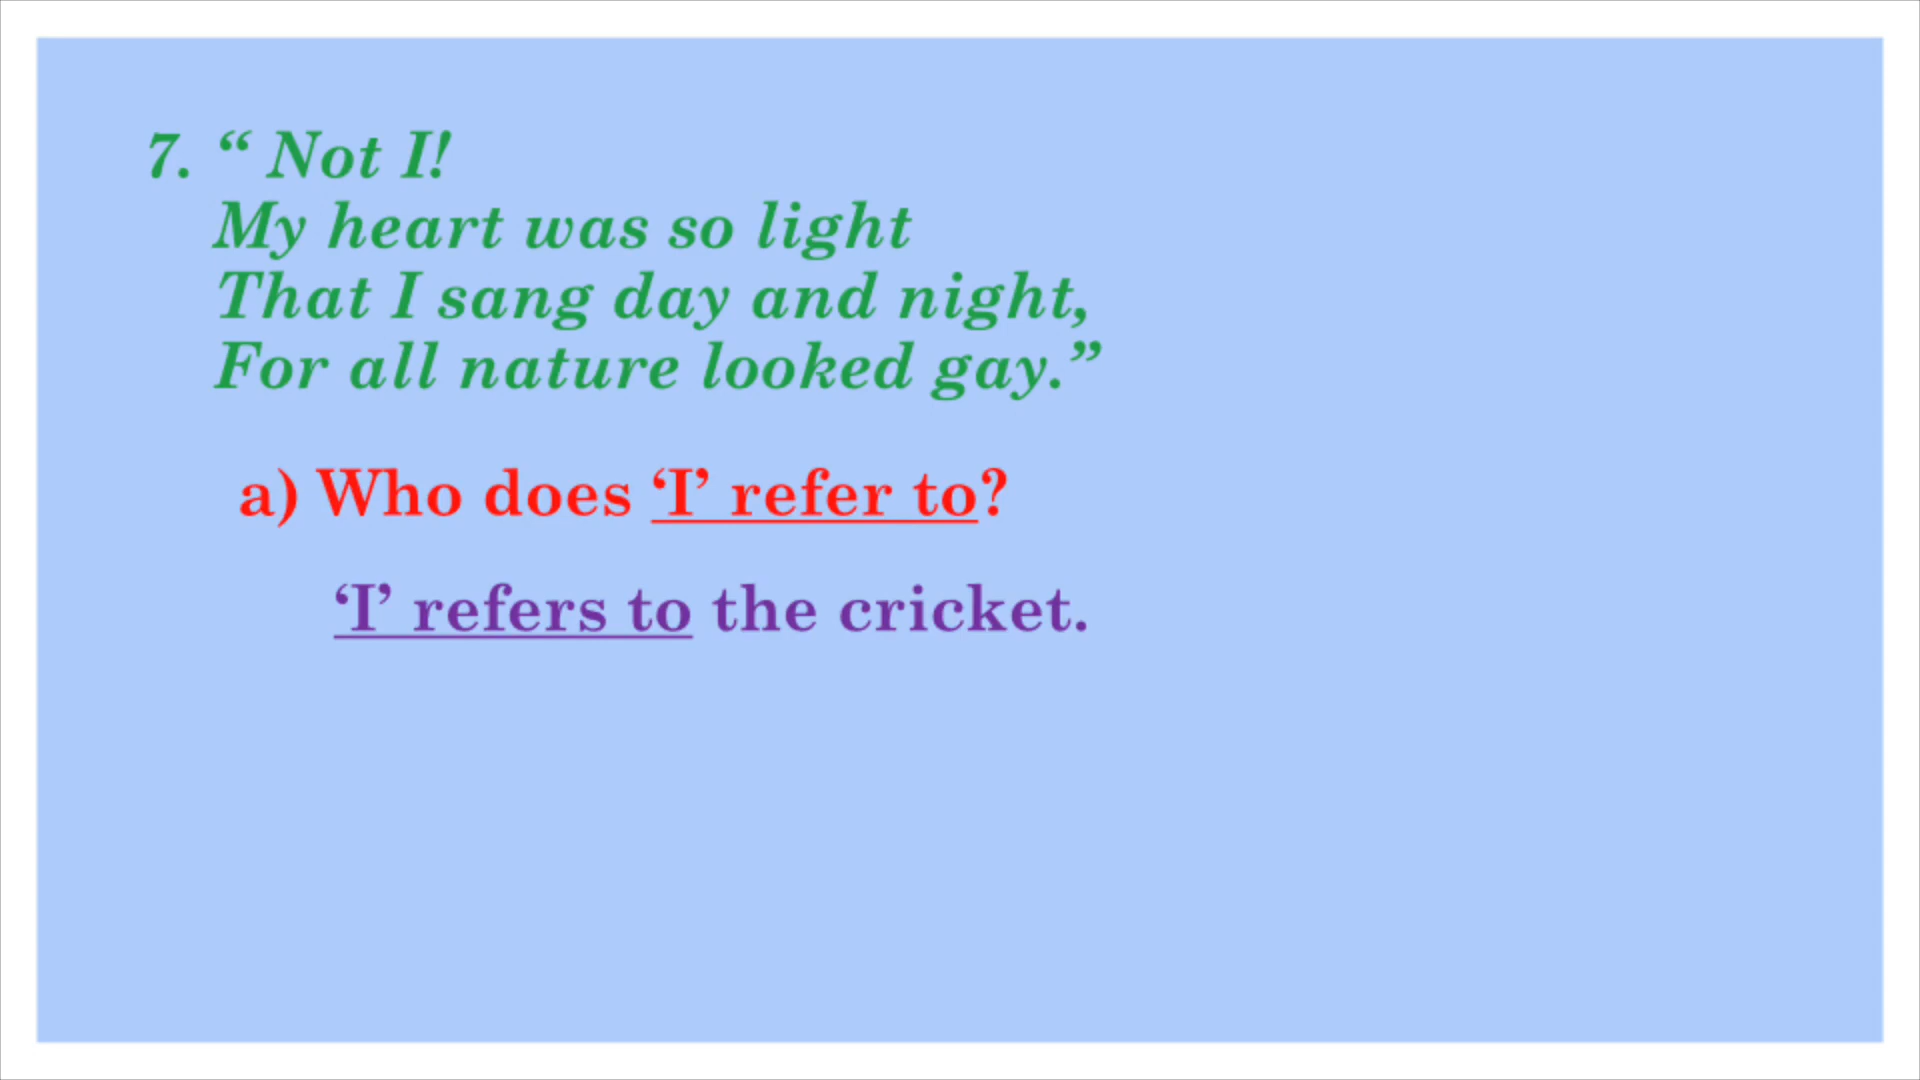 7. “ Not I!
My heart was so light
That I sang day and night,
For all nature looked gay.”
a) Who does ‘I’ refer to?
‘I’ refers to the cricket.